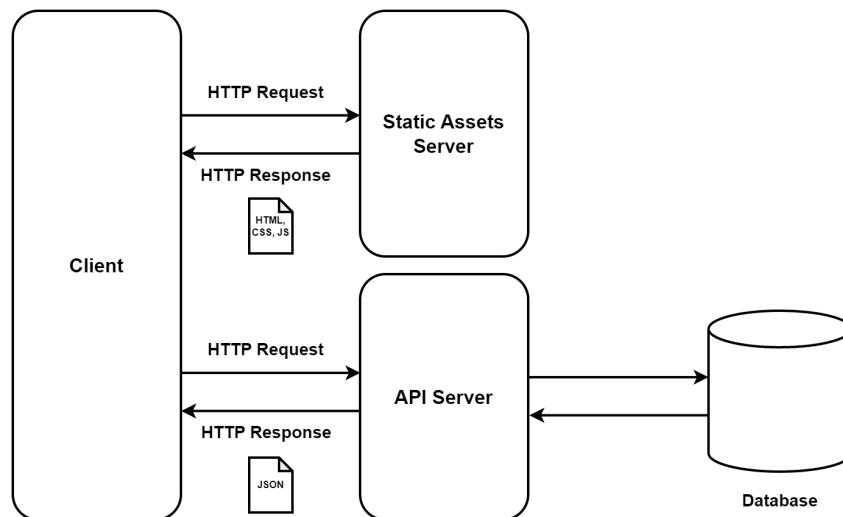 HTTP Request
Static Assets
Server
HTTP Response
HTML,
CSS, JS
Client
HTTP Request
API Server
HTTP Response
JSON
Database